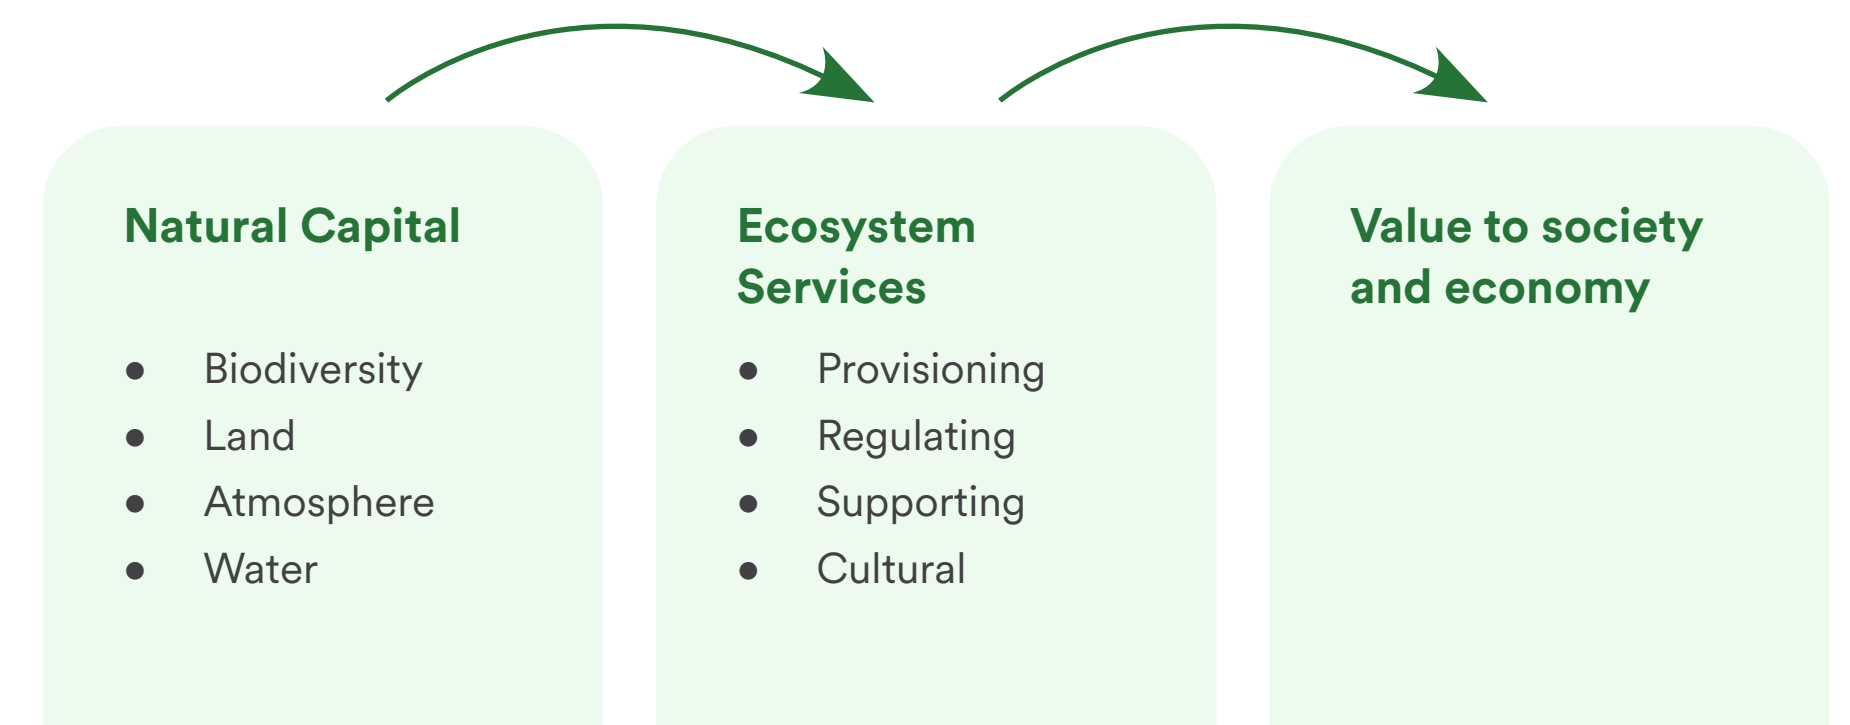 Natural Capital
● Biodiversity
● Land
● Atmosphere
● Water
Ecosystem
Services
● Provisioning
● Regulating
● Supporting
● Cultural
Value to society
and economy